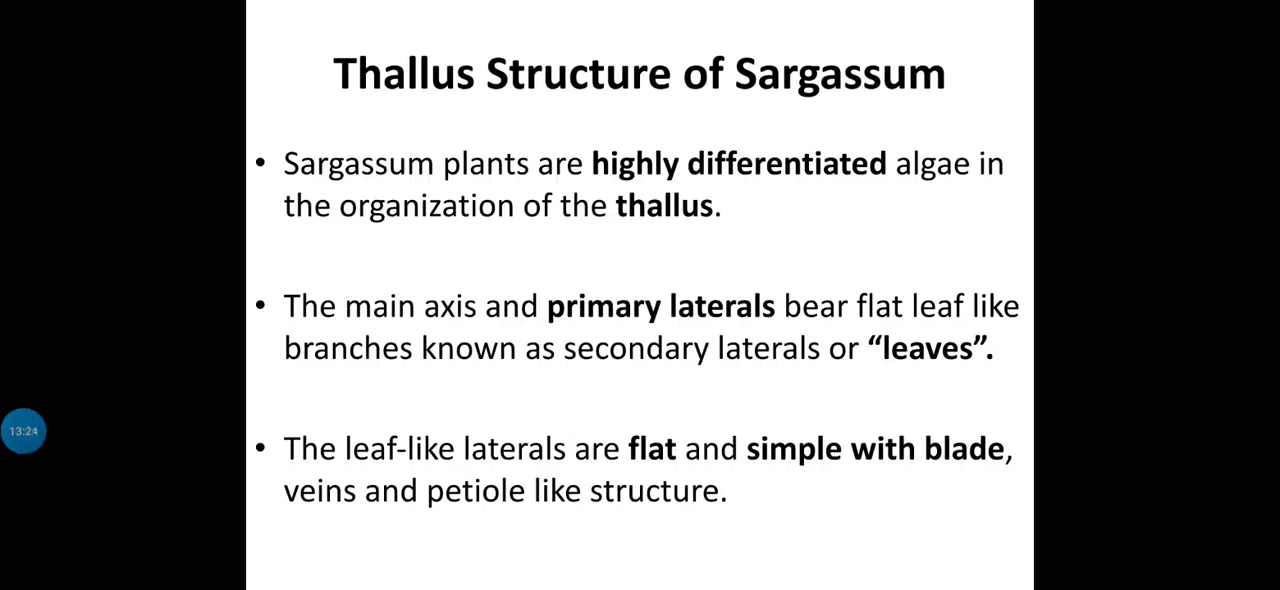 Thallus Structure of Sargassum
• Sargassum plants are highly differentiated algae in
the organization of the thallus.
• The main axis and primary laterals bear flat leaf like
branches known as secondary laterals or “leaves”.
13:24
• The leaf-like laterals are flat and simple with blade,
veins and petiole like structure.